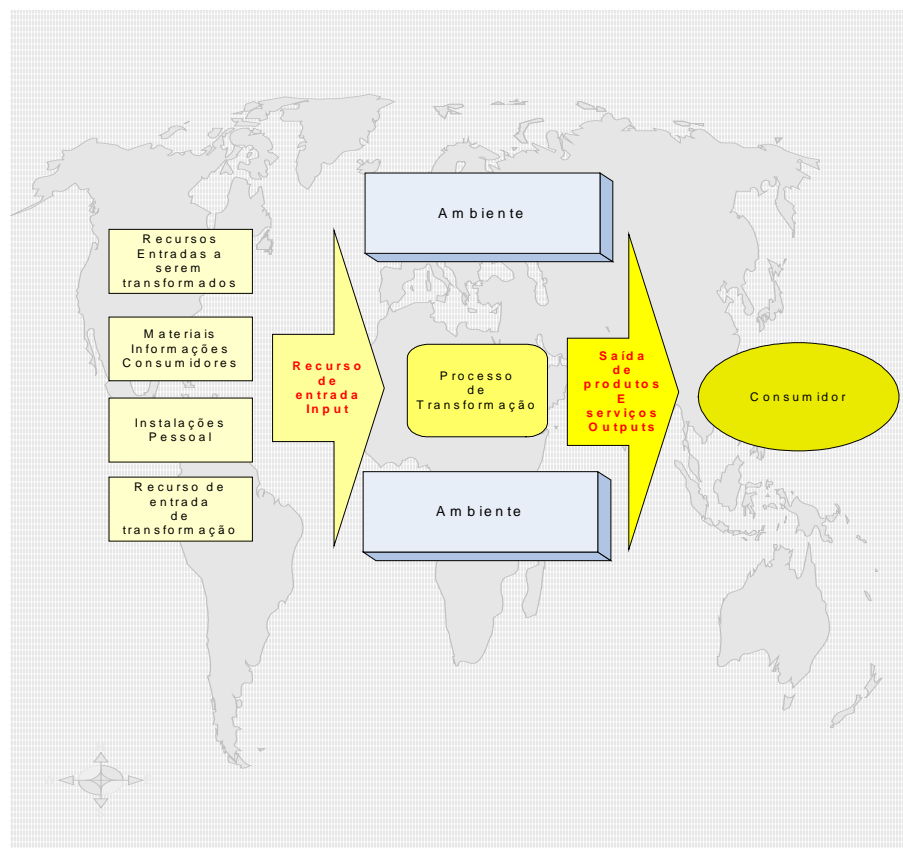 Ambiente
Recursos
Entradas a
serem
transformados
Materiais
Informações
Consumidores
Instalações
Pessoal
Recurso de
entrada
de
transformação
Recurso
de
entrada
Input
Processo
de
Transformação
Saída
de
produtos
E
serviços
Outputs
Consumidor
Ambiente